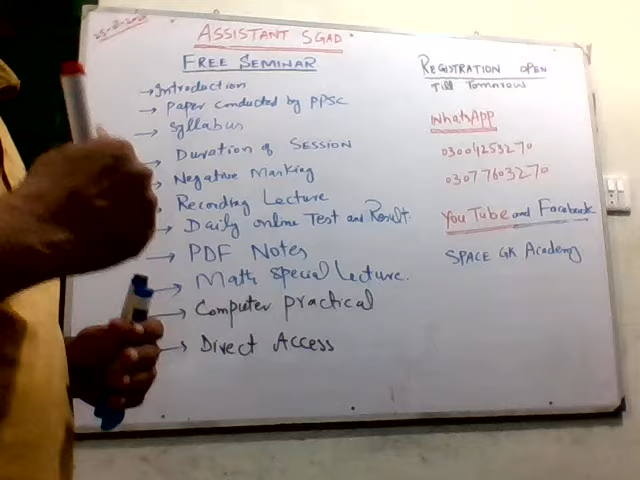 ASSISTANT SGAD
FREE SEMINAR
→Introduction
→ Paper conducted by PPSC
→ Syllabus
→ Duration of SESSION
→ Negative Marking
→ Recording Lecture
→ Daily online Test and Result
→ PDF Notes
→ Math special Lecture.
→ Computer practical
→ Direct Access
REGISTRATION OPEN
Till Tomorrow
WhatsApp
03004253270
03077603270
YouTube and Facebook
SPACE GK Academy